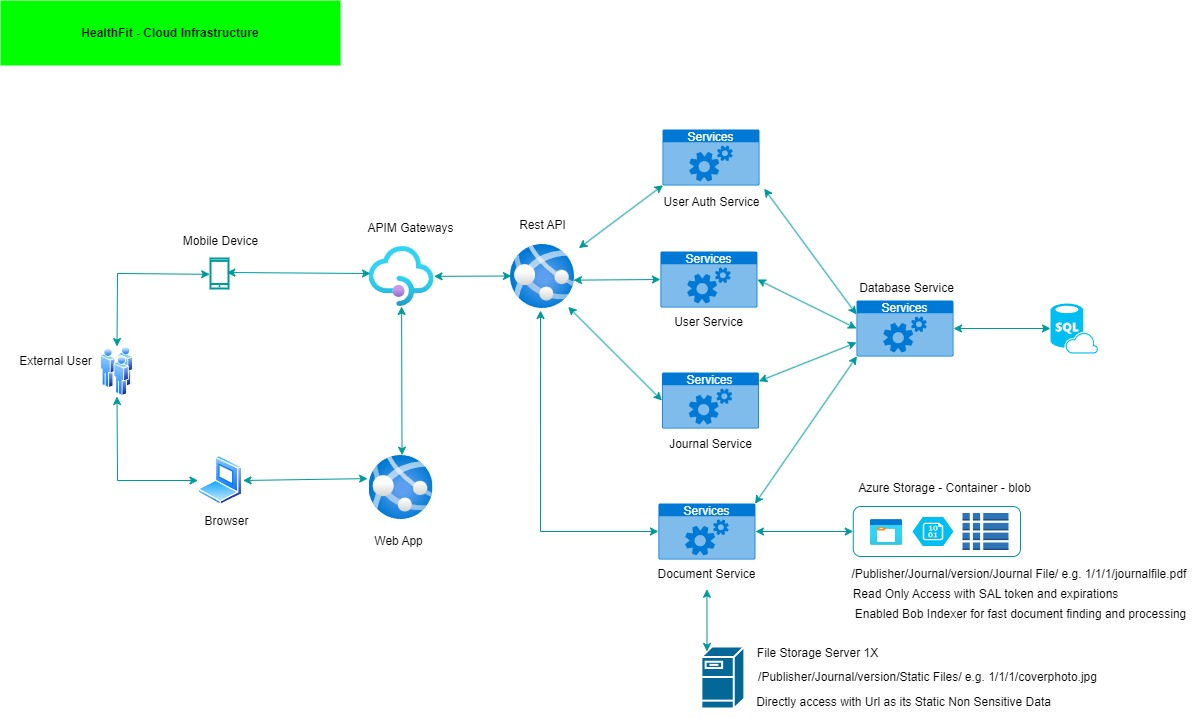 HealthFit - Cloud Infrastructure
Services
User Auth Service
Rest API
APIM Gateways
Mobile Device
Services
User Service
Database Service
Services
SQL
External User
Services
Journal Service
Browser
Web App
Azure Storage - Container - blob
Services
10
01
Document Service
/Publisher/Journal/version/Journal File/ e.g. 1/1/1/journalfile.pdf
Read Only Access with SAL token and expirations
Enabled Bob Indexer for fast document finding and processing
File Storage Server 1X
/Publisher/Journal/version/Static Files/ e.g. 1/1/1/coverphoto.jpg
Directly access with Url as its Static Non Sensitive Data